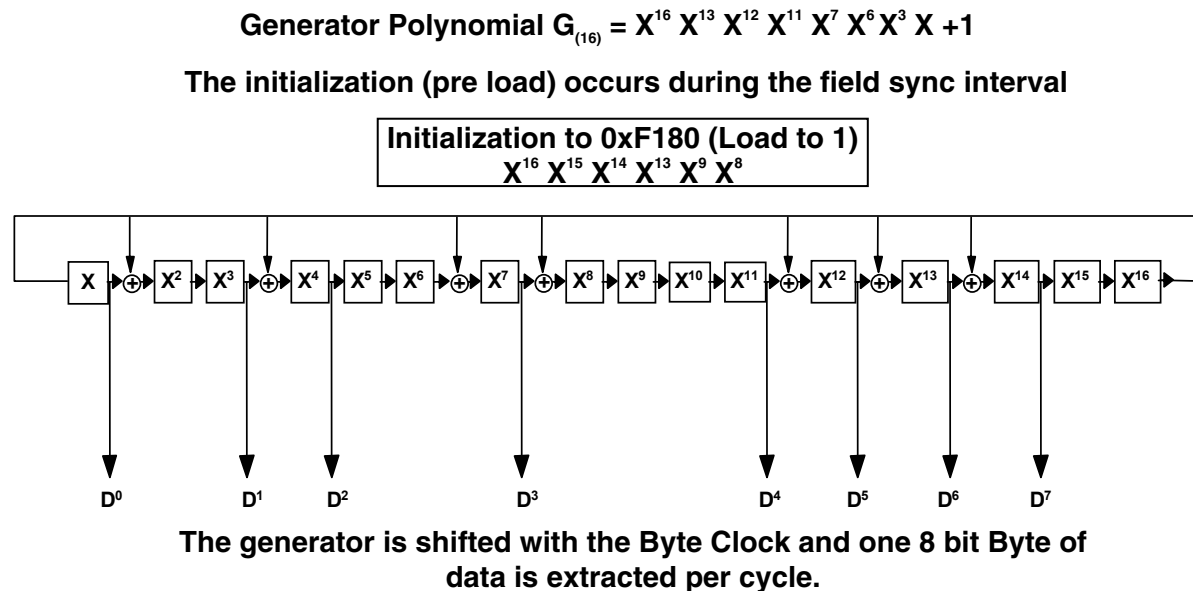 Generator Polynomial G₍₁₆₎ = X¹⁶ X¹³ X¹² X¹¹ X⁷ X⁶ X³ X +1
The initialization (pre load) occurs during the field sync interval
Initialization to 0xF180 (Load to 1)
X¹⁶ X¹⁵ X¹⁴ X¹³ X⁹ X⁸
X X² X³ X⁴ X⁵ X⁶ X⁷ X⁸ X⁹ X¹⁰ X¹¹ X¹² X¹³ X¹⁴ X¹⁵ X¹⁶
D⁰ D¹ D² D³ D⁴ D⁵ D⁶ D⁷
The generator is shifted with the Byte Clock and one 8 bit Byte of
data is extracted per cycle.